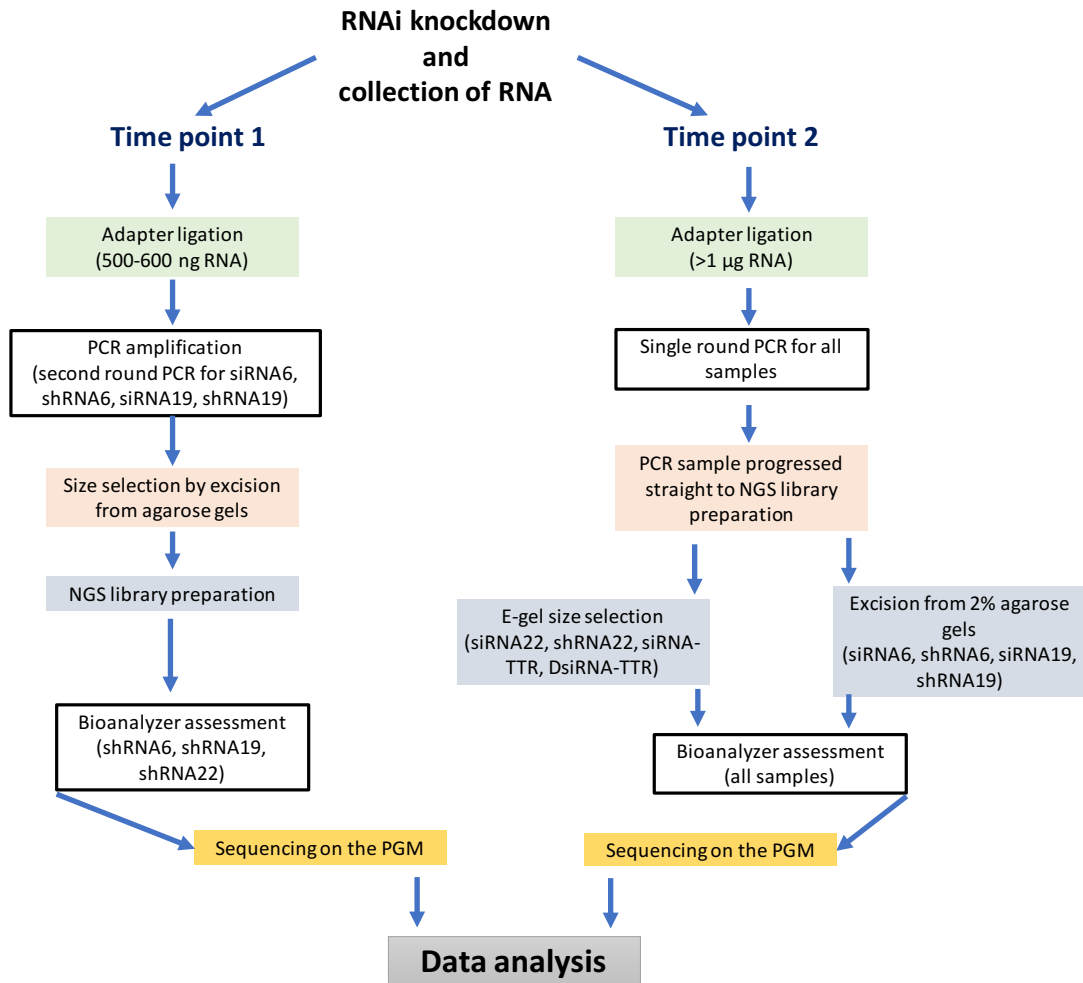 RNAi knockdown
and
collection of RNA
Time point 1
Time point 2
Adapter ligation
(500-600 ng RNA)
Adapter ligation
(>1 µg RNA)
PCR amplification
(second round PCR for siRNA6,
shRNA6, siRNA19, shRNA19)
Single round PCR for all
samples
Size selection by excision
from agarose gels
PCR sample progressed
straight to NGS library
preparation
NGS library preparation
E-gel size selection
(siRNA22, shRNA22, siRNA-
TTR, DsiRNA-TTR)
Excision from 2% agarose
gels
(siRNA6, shRNA6, siRNA19,
shRNA19)
Bioanalyzer assessment
(shRNA6, shRNA19,
shRNA22)
Bioanalyzer assessment
(all samples)
Sequencing on the PGM
Sequencing on the PGM
Data analysis